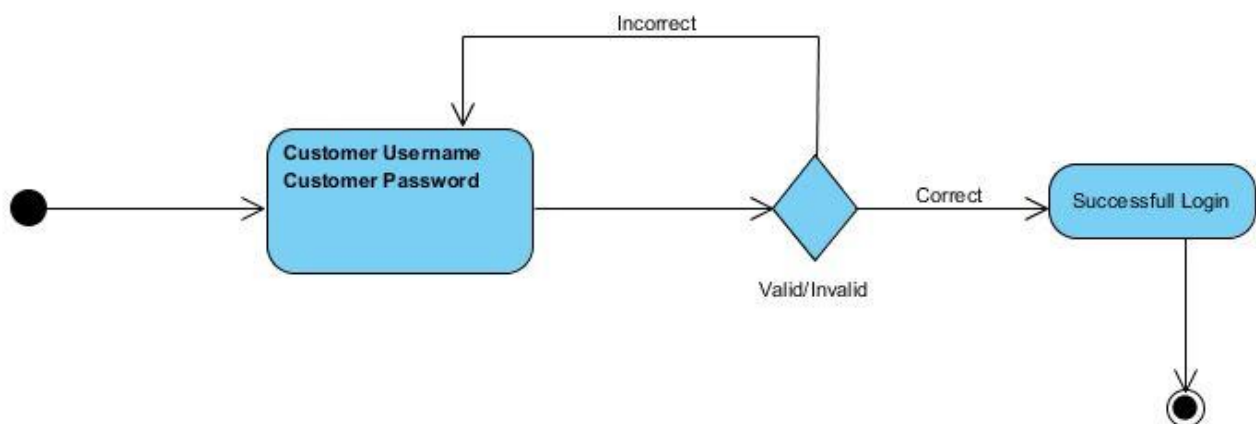 Incorrect
Customer Username
Customer Password
Correct
Successfull Login
Valid/Invalid